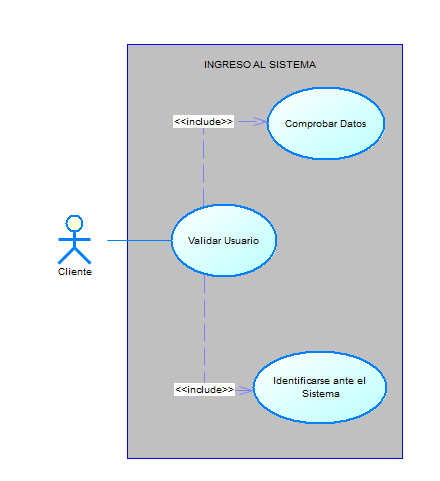 INGRESO AL SISTEMA
<<include>>
Comprobar Datos
Validar Usuario
Cliente
<<include>>
Identificarse ante el
Sistema